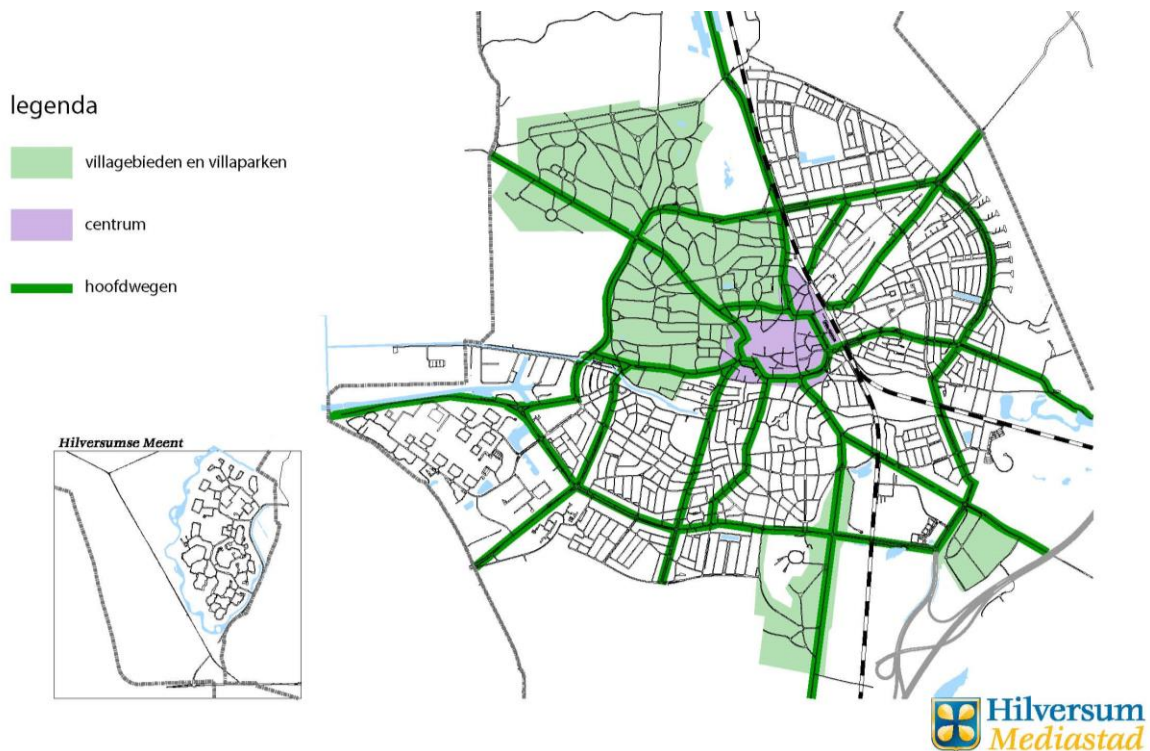 legenda
villagebieden en villaparken
centrum
hoofdwegen
Hilversumse Meent
Hilversum
Mediastad